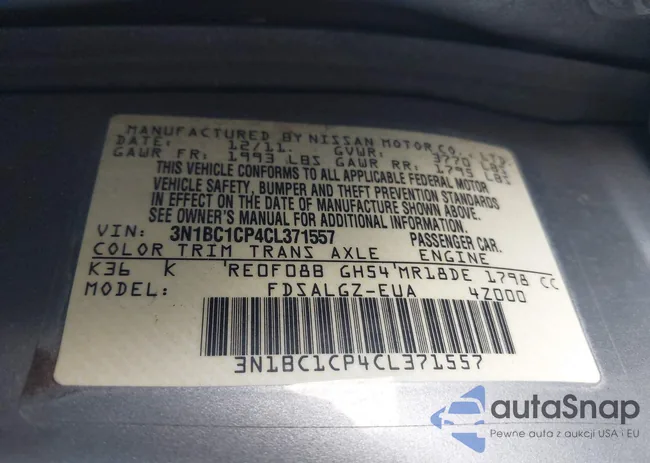 MANUFACTURED BY NISSAN MOTOR CO., LTD.
DATE: 12/11. GVWR: 3770 LBS
GAWR FR: 1993 LBS GAWR RR: 1795 LBS
THIS VEHICLE CONFORMS TO ALL APPLICABLE FEDERAL MOTOR
VEHICLE SAFETY, BUMPER AND THEFT PREVENTION STANDARDS
IN EFFECT ON THE DATE OF MANUFACTURE SHOWN ABOVE.
SEE OWNER'S MANUAL FOR ADDITIONAL INFORMATION.
VIN: 3N1BC1CP4CL371557 PASSENGER CAR.
COLOR TRIM TRANS AXLE ENGINE
K36 K RE0F08B GH54 MR18DE 1798 CC
MODEL: FDSALGZ-EUA 4Z000
3N1BC1CP4CL371557
autaSnap
Pewne auta z aukcji USA i EU